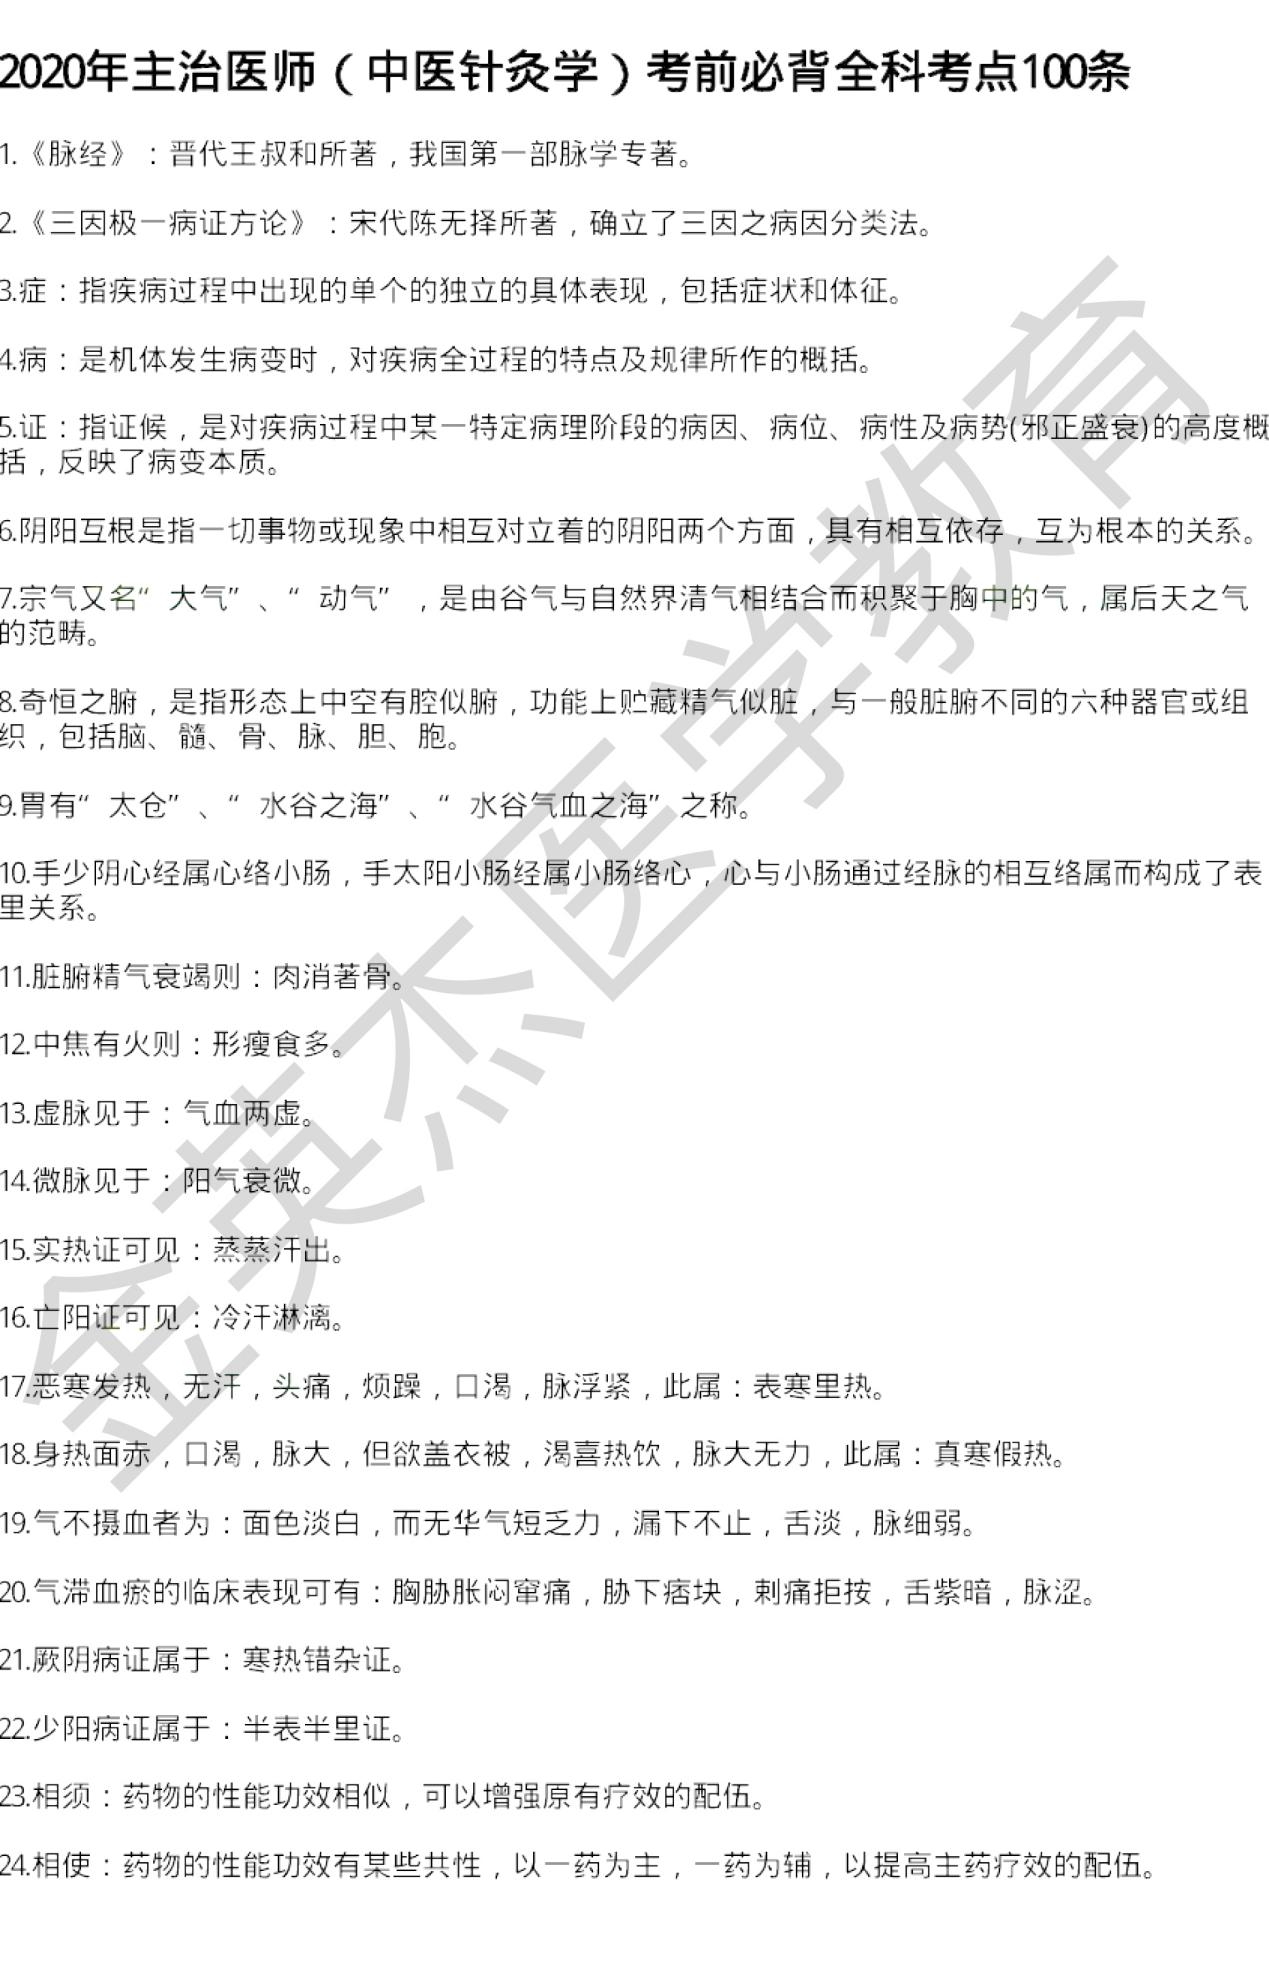 2020年主治医师（中医针灸学）考前必背全科考点100条
1.《脉经》：晋代王叔和所著，我国第一部脉学专著。
2.《三因极一病证方论》：宋代陈无择所著，确立了三因之病因分类法。
3.症：指疾病过程中出现的单个的独立的具体表现，包括症状和体征。
4.病：是机体发生病变时，对疾病全过程的特点及规律所作的概括。
5.证：指证候，是对疾病过程中某一特定病理阶段的病因、病位、病性及病势(邪正盛衰)的高度概
括，反映了病变本质。
6.阴阳互根是指一切事物或现象中相互对立着的阴阳两个方面，具有相互依存，互为根本的关系。
7.宗气又名“大气”、“动气”，是由谷气与自然界清气相结合而积聚于胸中的气，属后天之气
的范畴。
8.奇恒之腑，是指形态上中空有腔似腑，功能上贮藏精气似脏，与一般脏腑不同的六种器官或组
织，包括脑、髓、骨、脉、胆、胞。
9.胃有“太仓”、“水谷之海”、“水谷气血之海”之称。
10.手少阴心经属心络小肠，手太阳小肠经属小肠络心，心与小肠通过经脉的相互络属而构成了表
里关系。
11.脏腑精气衰竭则：肉消著骨。
12.中焦有火则：形瘦食多。
13.虚脉见于：气血两虚。
14.微脉见于：阳气衰微。
15.实热证可见：蒸蒸汗出。
16.亡阳证可见：冷汗淋漓。
17.恶寒发热，无汗，头痛，烦躁，口渴，脉浮紧，此属：表寒里热。
18.身热面赤，口渴，脉大，但欲盖衣被，渴喜热饮，脉大无力，此属：真寒假热。
19.气不摄血者为：面色淡白，而无华气短乏力，漏下不止，舌淡，脉细弱。
20.气滞血瘀的临床表现可有：胸胁胀闷窜痛，胁下痞块，刺痛拒按，舌紫暗，脉涩。
21.厥阴病证属于：寒热错杂证。
22.少阳病证属于：半表半里证。
23.相须：药物的性能功效相似，可以增强原有疗效的配伍。
24.相使：药物的性能功效有某些共性，以一药为主，一药为辅，以提高主药疗效的配伍。
金英杰医学教育